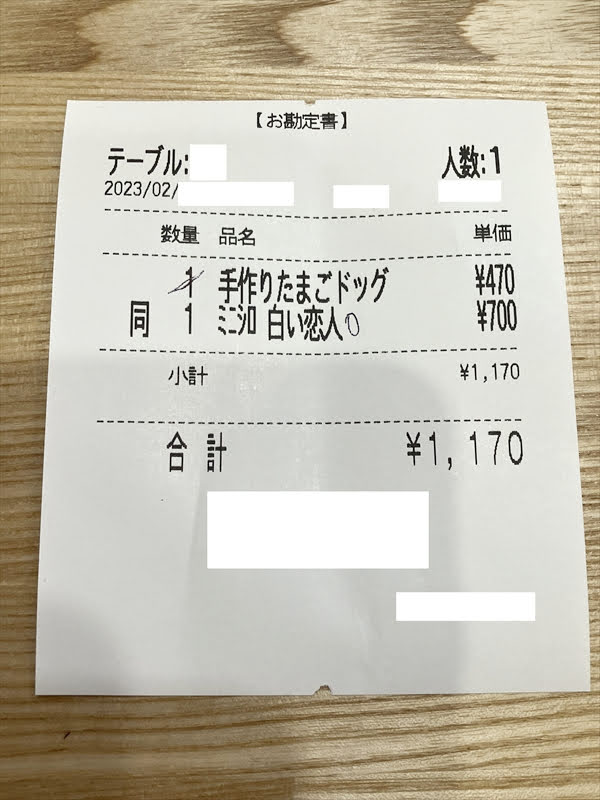 【お勘定書】
テーブル: 人数:1
2023/02/
数量 品名 単価
1 手作りたまごドッグ ¥470
同 1 ﾐﾆｼﾛ 白い恋人 ¥700
小計 ¥1,170
合 計 ¥1,170